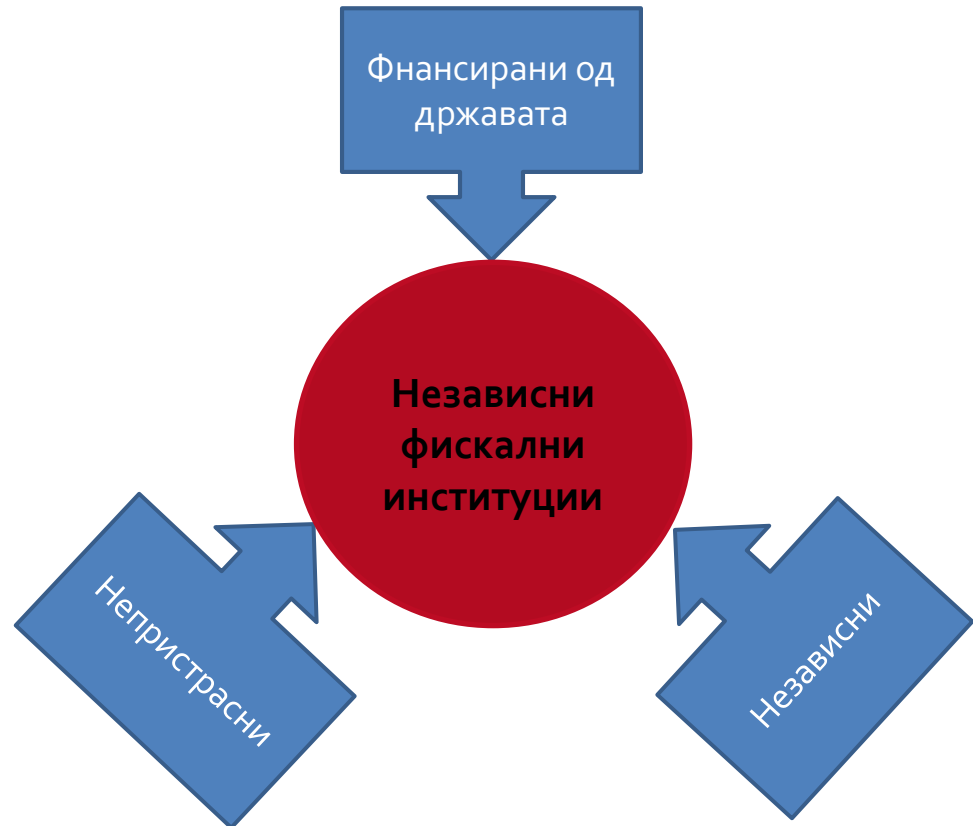 Фнансирани од
државата
Независни
фискални
институции
Непристрасни
Независни